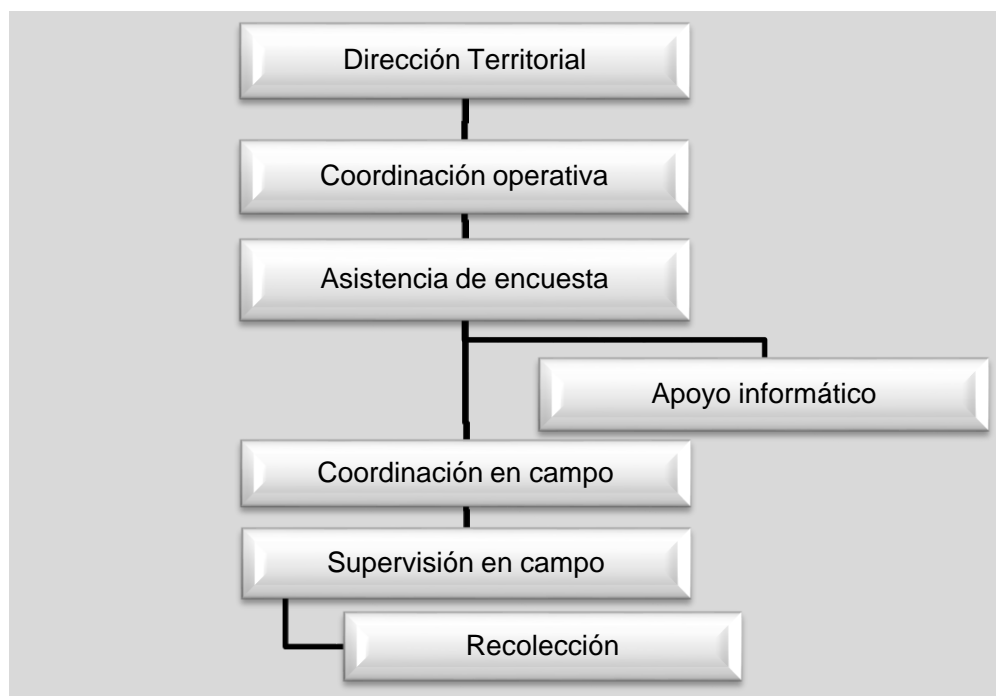 Dirección Territorial
Coordinación operativa
Asistencia de encuesta
Apoyo informático
Coordinación en campo
Supervisión en campo
Recolección